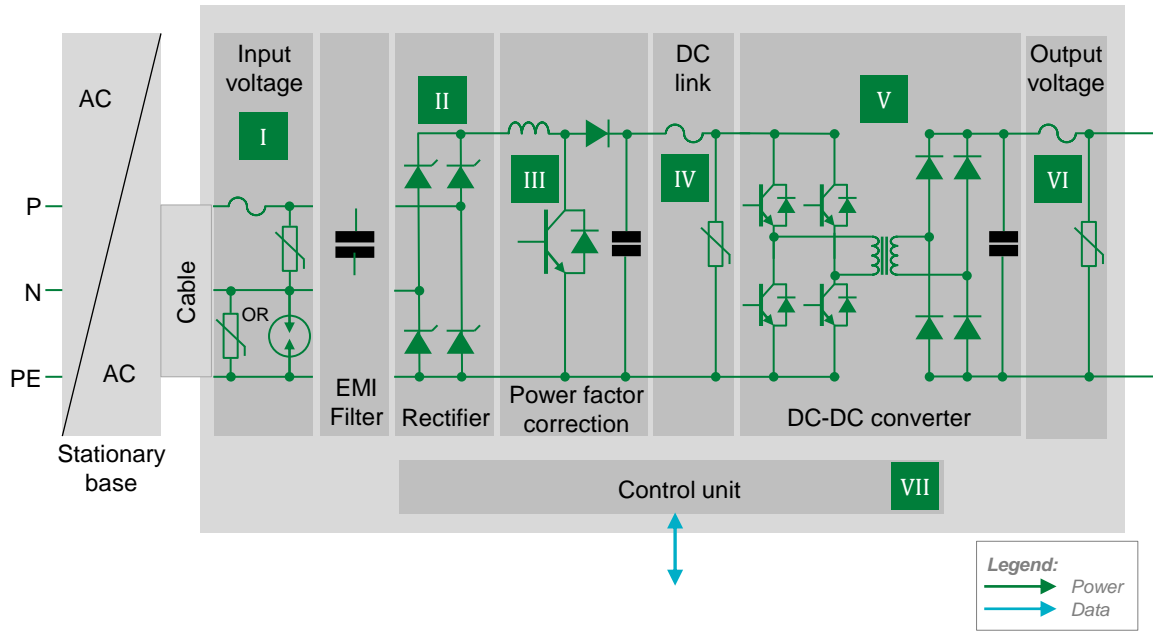 AC
AC
Stationary
base
P
N
PE
Cable
Input
voltage
I
OR
EMI
Filter
II
Rectifier
III
Power factor
correction
DC
link
IV
V
DC-DC converter
Output
voltage
VI
Control unit
VII
Legend:
Power
Data